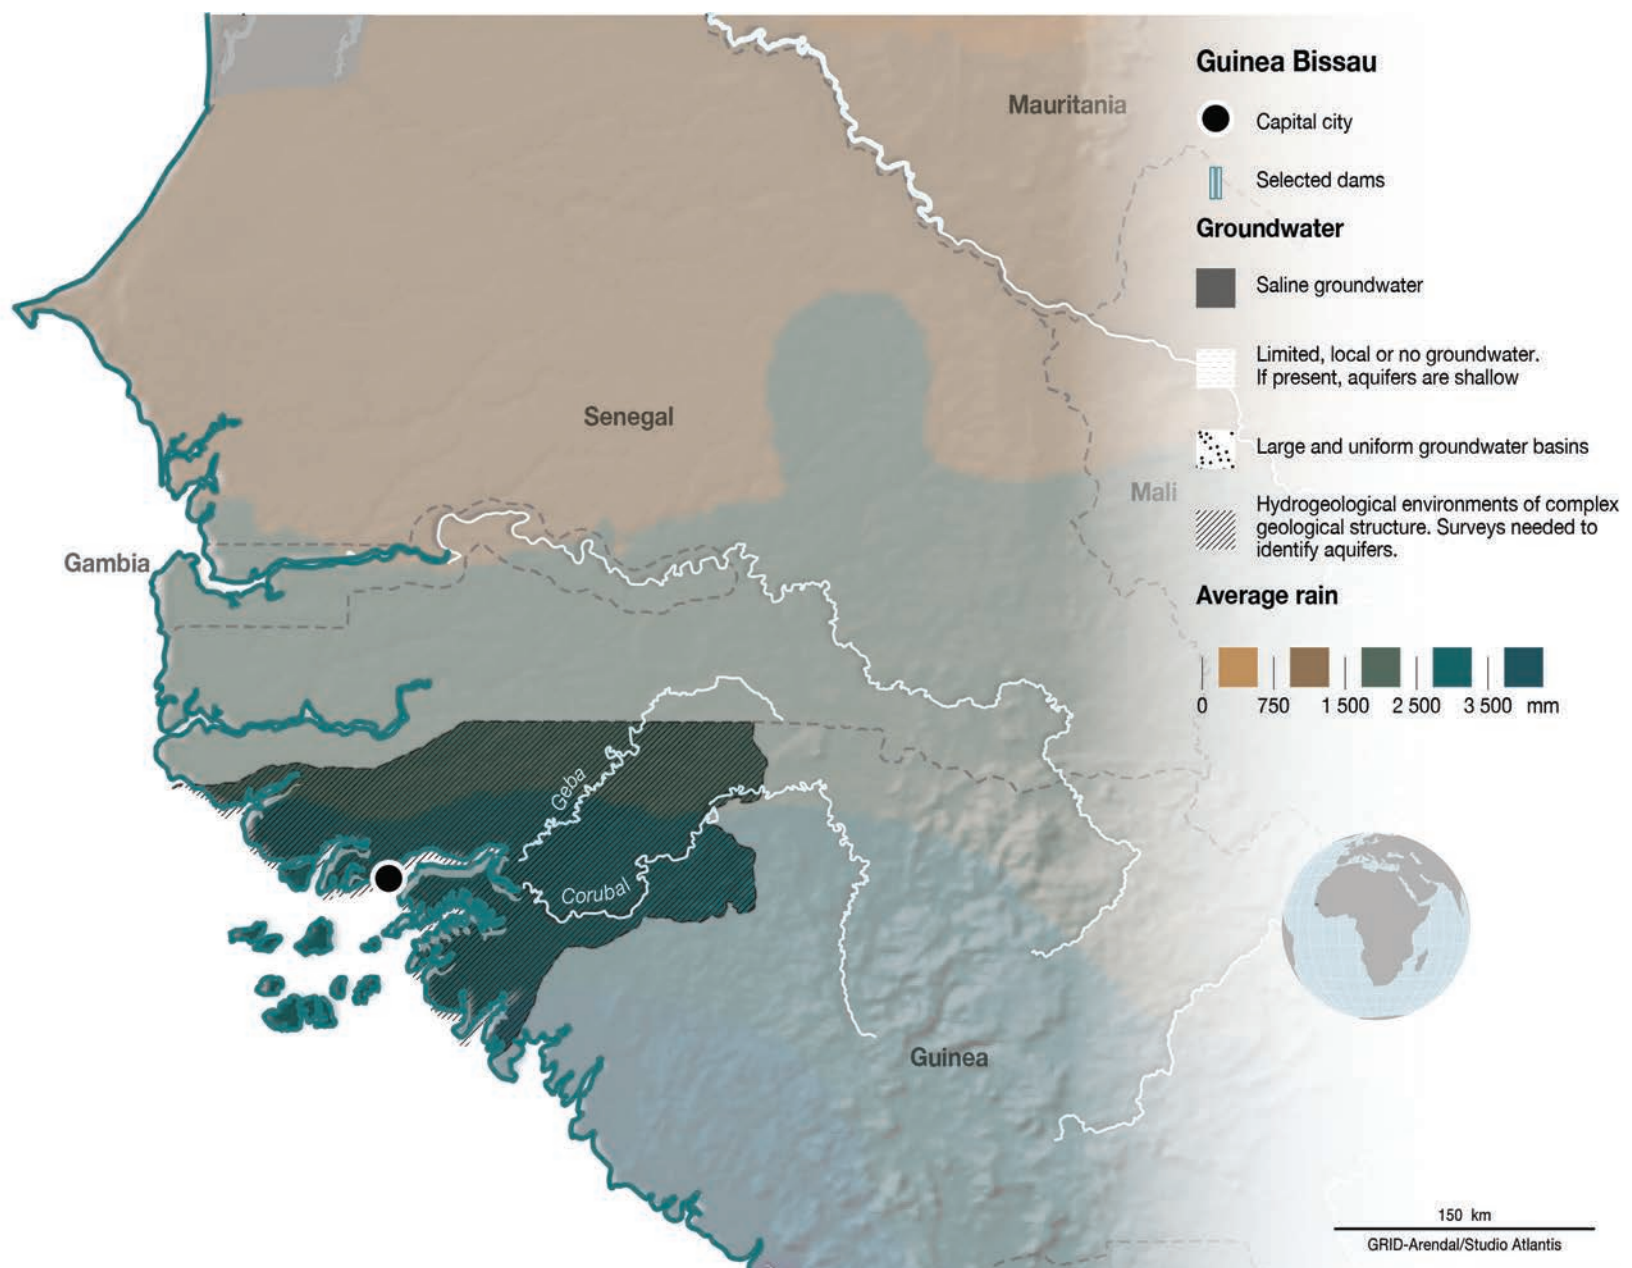 Guinea Bissau
Capital city
Selected dams
Groundwater
Saline groundwater
Limited, local or no groundwater.
If present, aquifers are shallow
Large and uniform groundwater basins
Hydrogeological environments of complex
geological structure. Surveys needed to
identify aquifers.
Average rain
0 750 1 500 2 500 3 500 mm
Mauritania
Senegal
Mali
Gambia
Geba
Corubal
Guinea
150 km
GRID-Arendal/Studio Atlantis